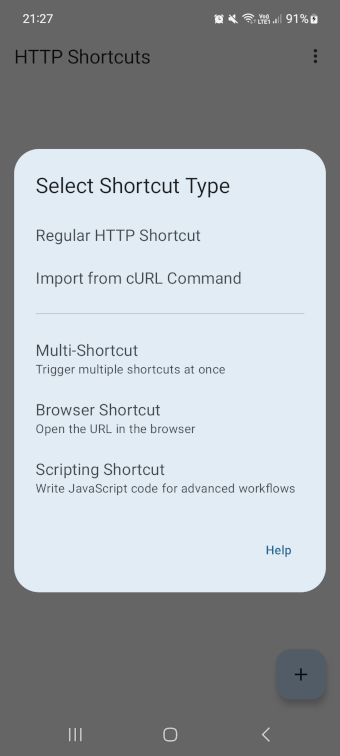 21:27
Vo)) LTE1 91%
HTTP Shortcuts
Select Shortcut Type
Regular HTTP Shortcut
Import from cURL Command
Multi-Shortcut
Trigger multiple shortcuts at once
Browser Shortcut
Open the URL in the browser
Scripting Shortcut
Write JavaScript code for advanced workflows
Help
+